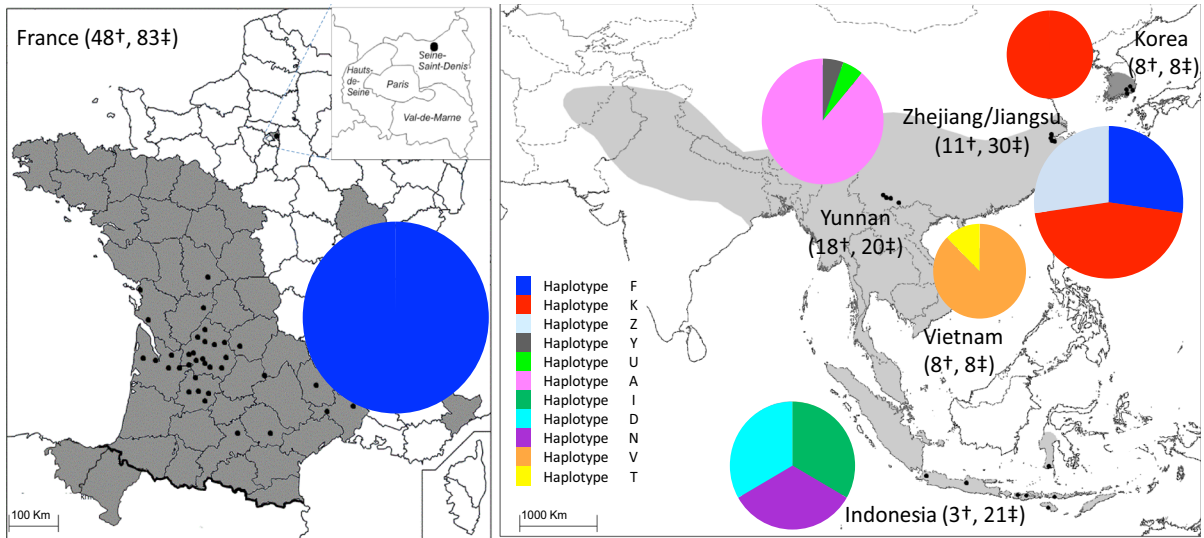 France (48†, 83‡)
Seine-
Saint-Denis
Hauts-
de-
Seine
Paris
Val-de-Marne
100 Km
Korea
(8†, 8‡)
Zhejiang/Jiangsu
(11†, 30‡)
Yunnan
(18†, 20‡)
Vietnam
(8†, 8‡)
Haplotype F
Haplotype K
Haplotype Z
Haplotype Y
Haplotype U
Haplotype A
Haplotype I
Haplotype D
Haplotype N
Haplotype V
Haplotype T
Indonesia (3†, 21‡)
1000 Km